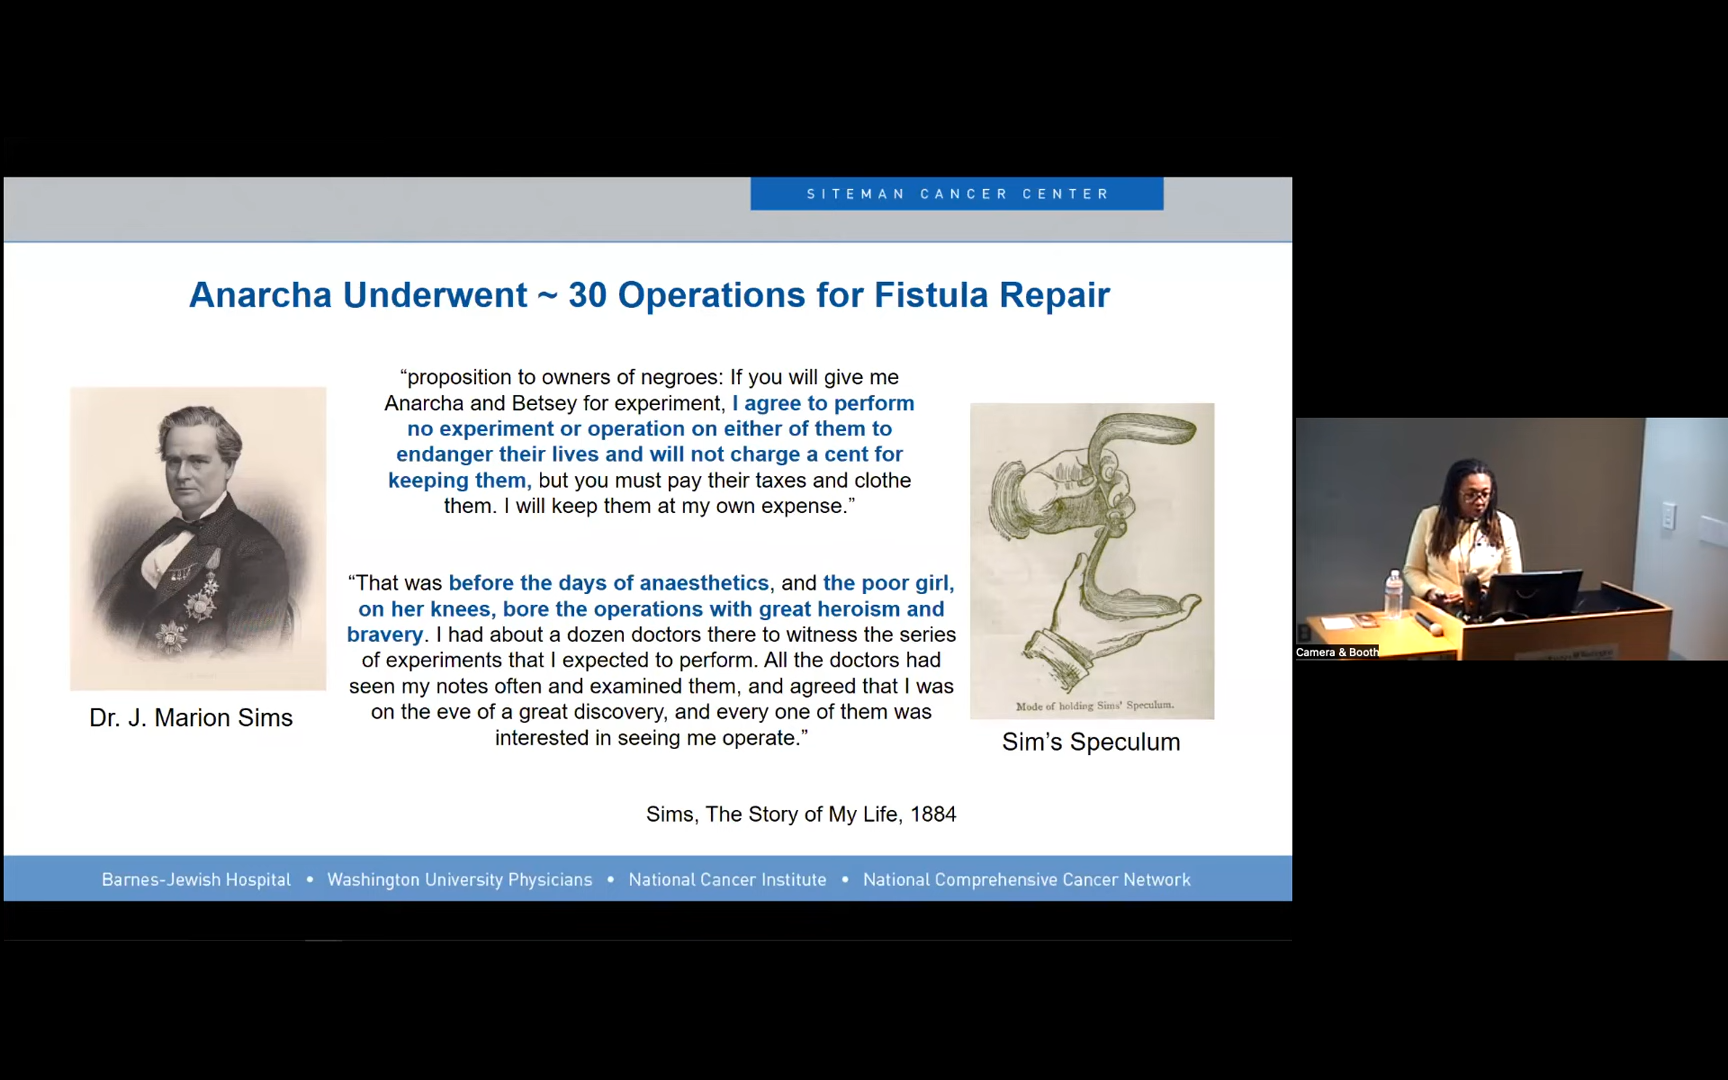 SITEMAN CANCER CENTER
Anarcha Underwent ~ 30 Operations for Fistula Repair
“proposition to owners of negroes: If you will give me
Anarcha and Betsey for experiment, I agree to perform
no experiment or operation on either of them to
endanger their lives and will not charge a cent for
keeping them, but you must pay their taxes and clothe
them. I will keep them at my own expense.”
“That was before the days of anaesthetics, and the poor girl,
on her knees, bore the operations with great heroism and
bravery. I had about a dozen doctors there to witness the series
of experiments that I expected to perform. All the doctors had
seen my notes often and examined them, and agreed that I was
on the eve of a great discovery, and every one of them was
interested in seeing me operate.”
Dr. J. Marion Sims
Mode of holding Sims' Speculum.
Sim’s Speculum
Sims, The Story of My Life, 1884
Barnes-Jewish Hospital • Washington University Physicians • National Cancer Institute • National Comprehensive Cancer Network
Camera & Booth